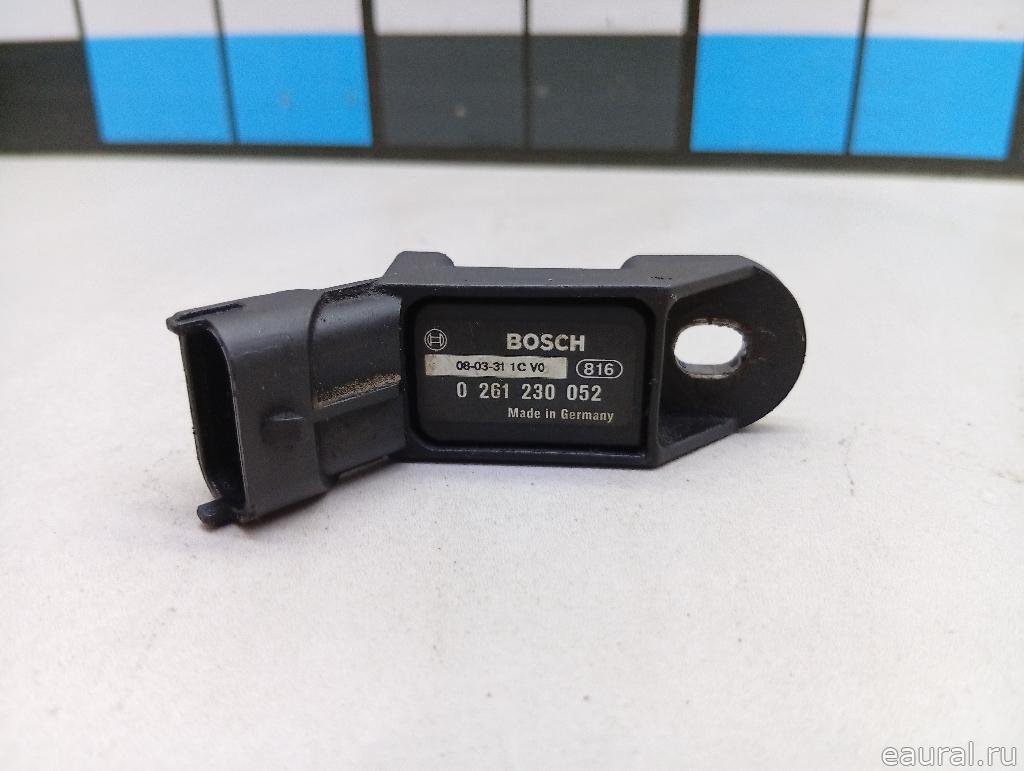 BOSCH
08-03-31 1C V0
816
0 261 230 052
Made in Germany
eaural.ru